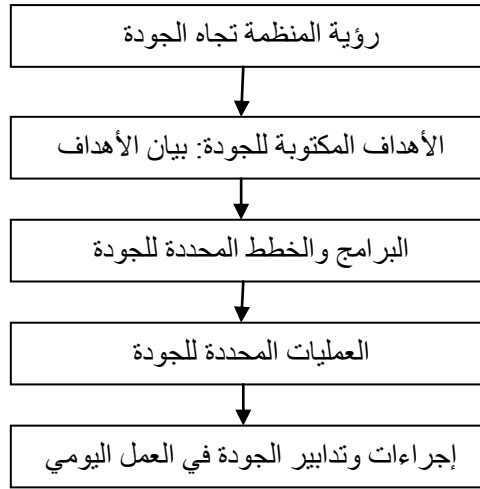 رؤية المنظمة تجاه الجودة
الأهداف المكتوبة للجودة: بيان الأهداف
البرامج والخطط المحددة للجودة
العمليات المحددة للجودة
إجراءات وتدابير الجودة في العمل اليومي